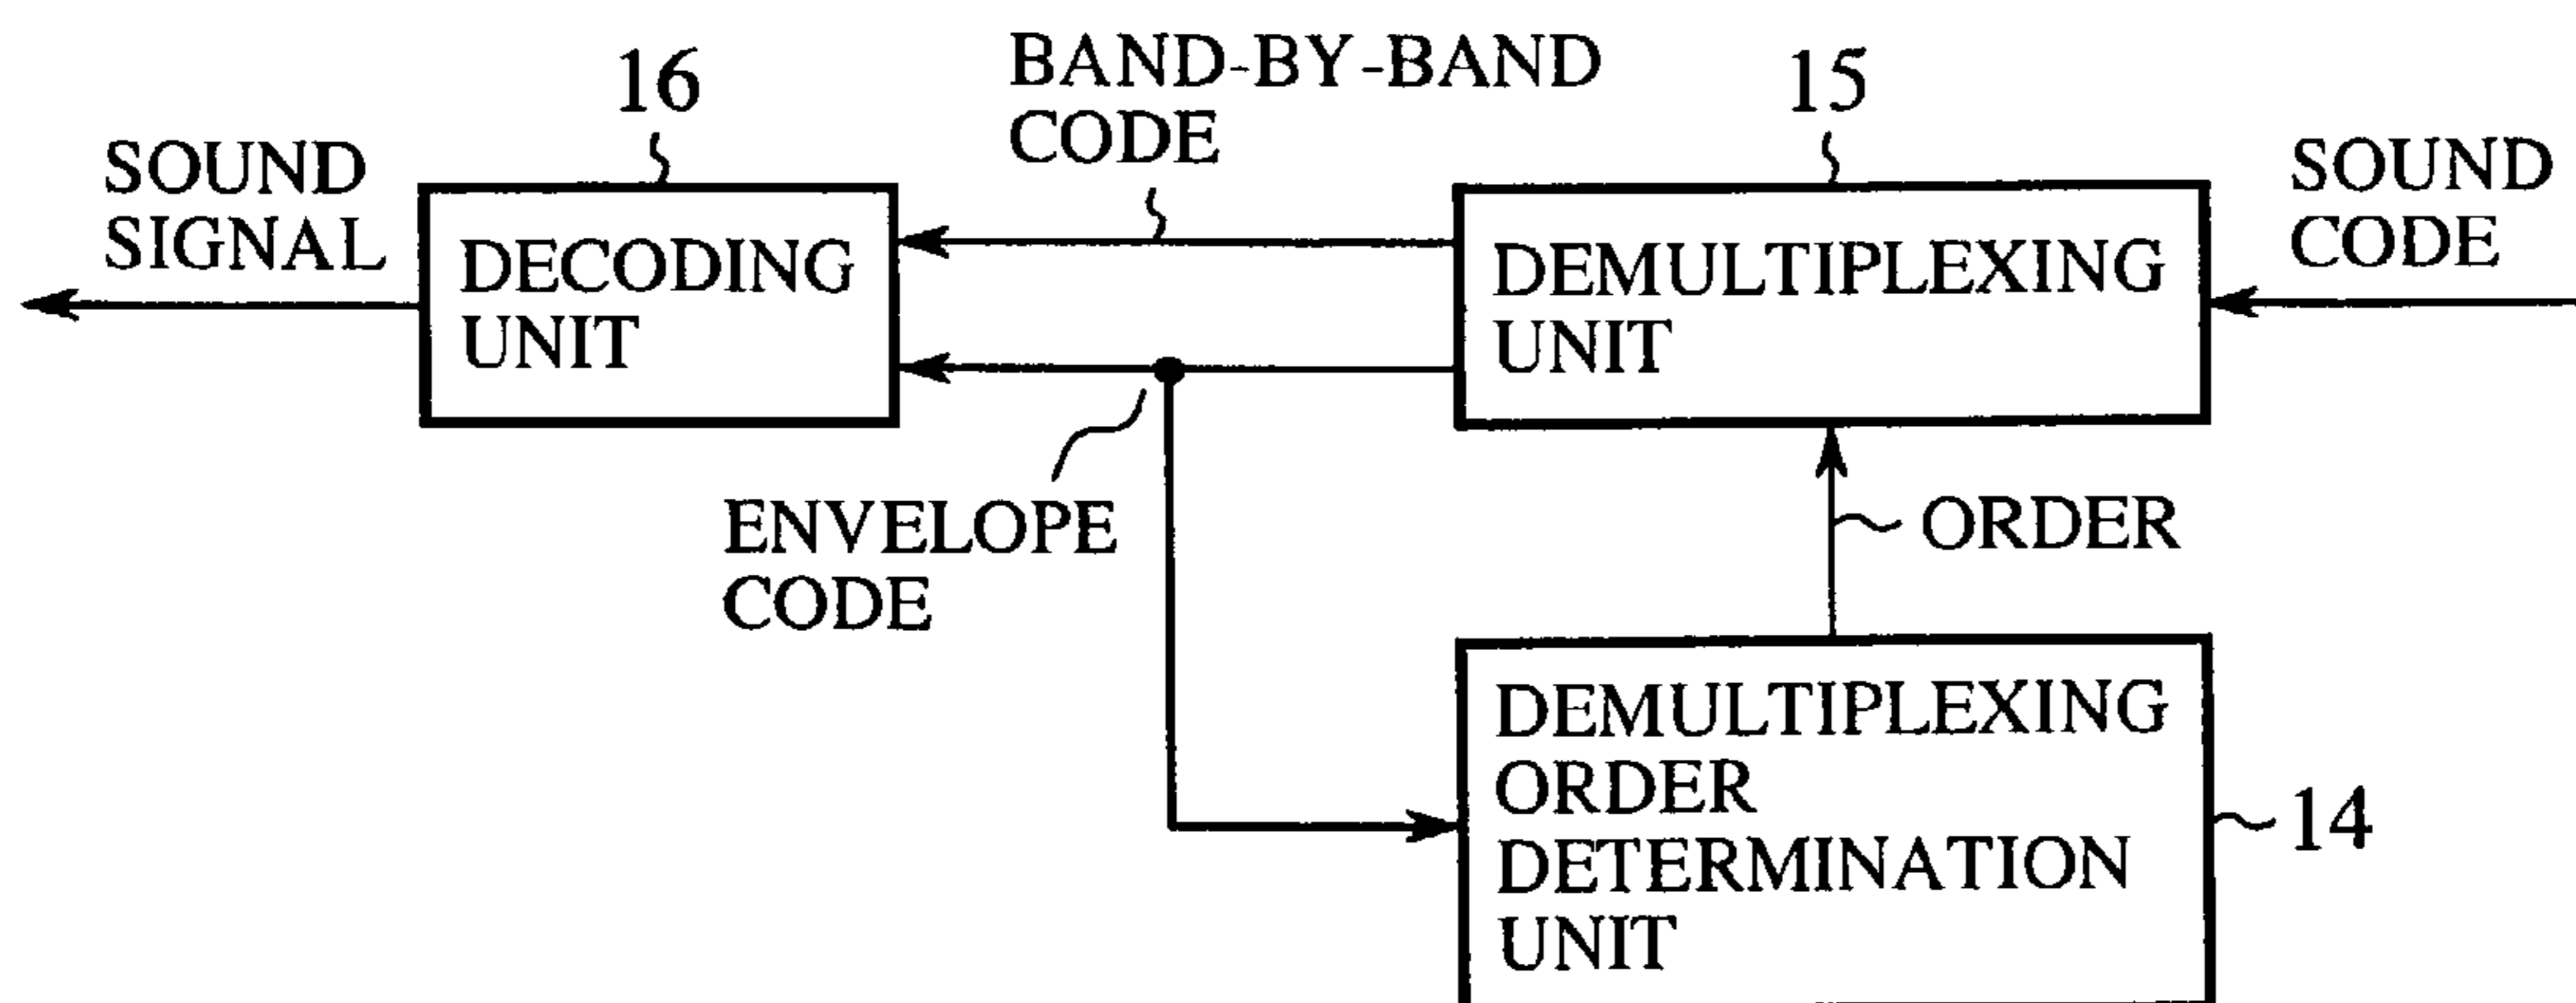 16
BAND-BY-BAND
CODE
15
SOUND
SIGNAL
SOUND
CODE
DECODING
UNIT
DEMULTIPLEXING
UNIT
ENVELOPE
CODE
ORDER
DEMULTIPLEXING
ORDER
DETERMINATION
UNIT
14